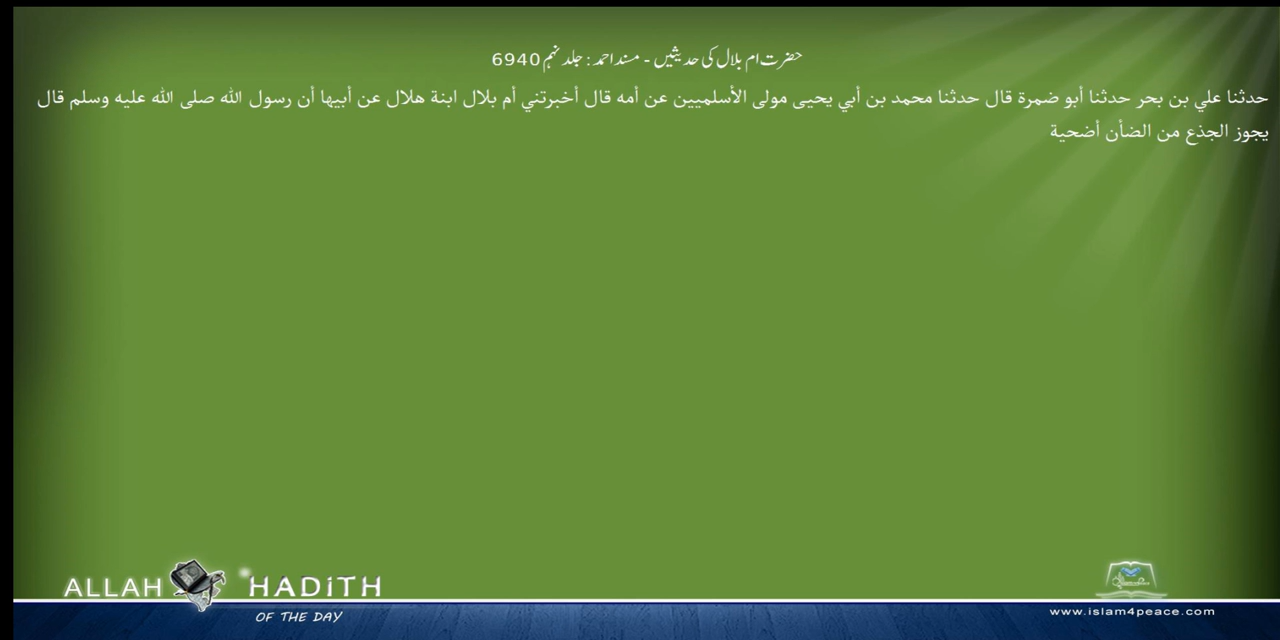 حضرت ام بلال کی حدیثیں - مسند احمد : جلد نہم 6940
حدثنا علي بن بحر حدثنا أبو ضمرة قال حدثنا محمد بن أبي يحيى مولى الأسلميين عن أمه قال أخبرتني أم بلال ابنة هلال عن أبيها أن رسول الله صلى الله عليه وسلم قال
يجوز الجذع من الضأن أضحية
ALLAH HADITH
OF THE DAY
www.islam4peace.com